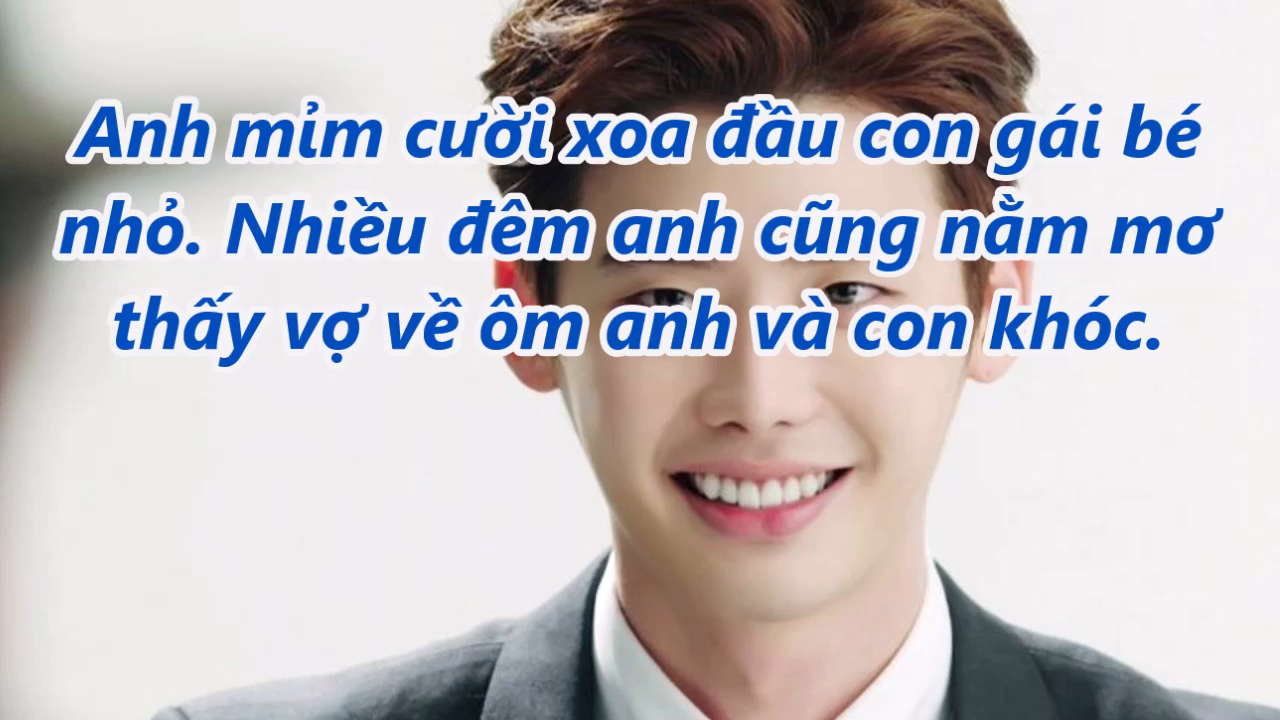 Anh mỉm cười xoa đầu con gái bé
nhỏ. Nhiều đêm anh cũng nằm mơ
thấy vợ về ôm anh và con khóc.